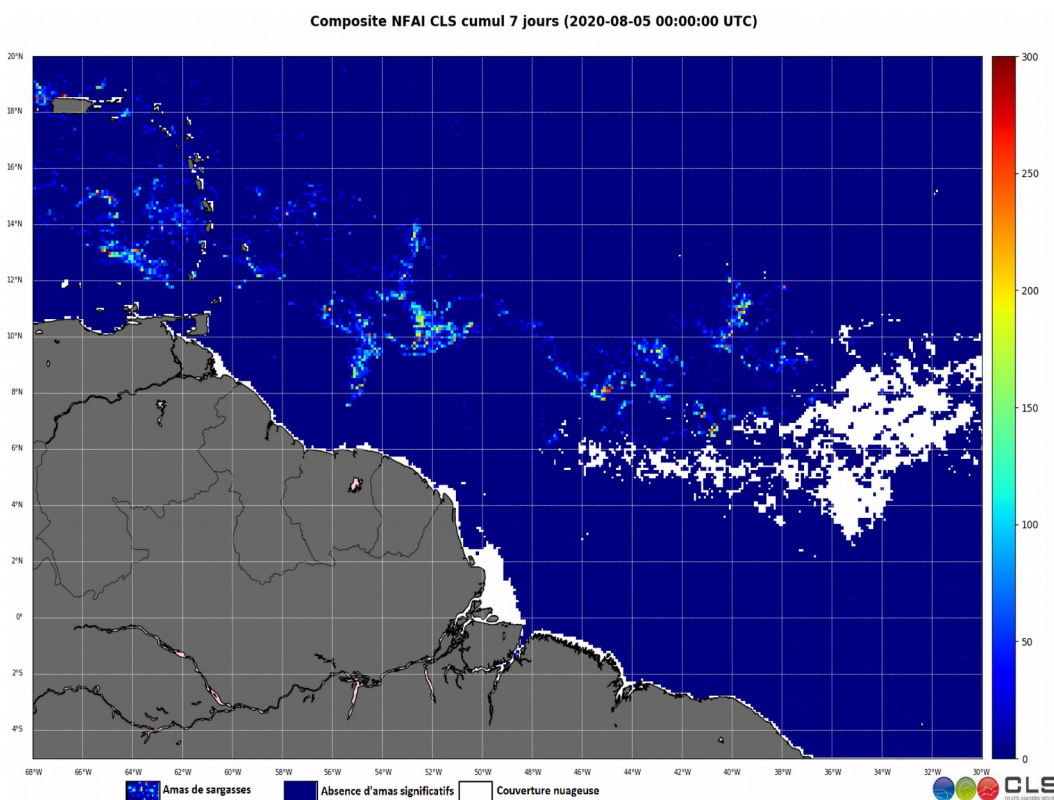 Composite NFAI CLS cumul 7 jours (2020-08-05 00:00:00 UTC)
20°N
18°N
16°N
14°N
12°N
10°N
8°N
6°N
4°N
2°N
0°
2°S
4°S
68°W 66°W 64°W 62°W 60°W 58°W 56°W 54°W 52°W 50°W 48°W 46°W 44°W 42°W 40°W 38°W 36°W 34°W 32°W 30°W
300
250
200
150
100
50
0
Amas de sargasses Absence d'amas significatifs Couverture nuageuse
CLS